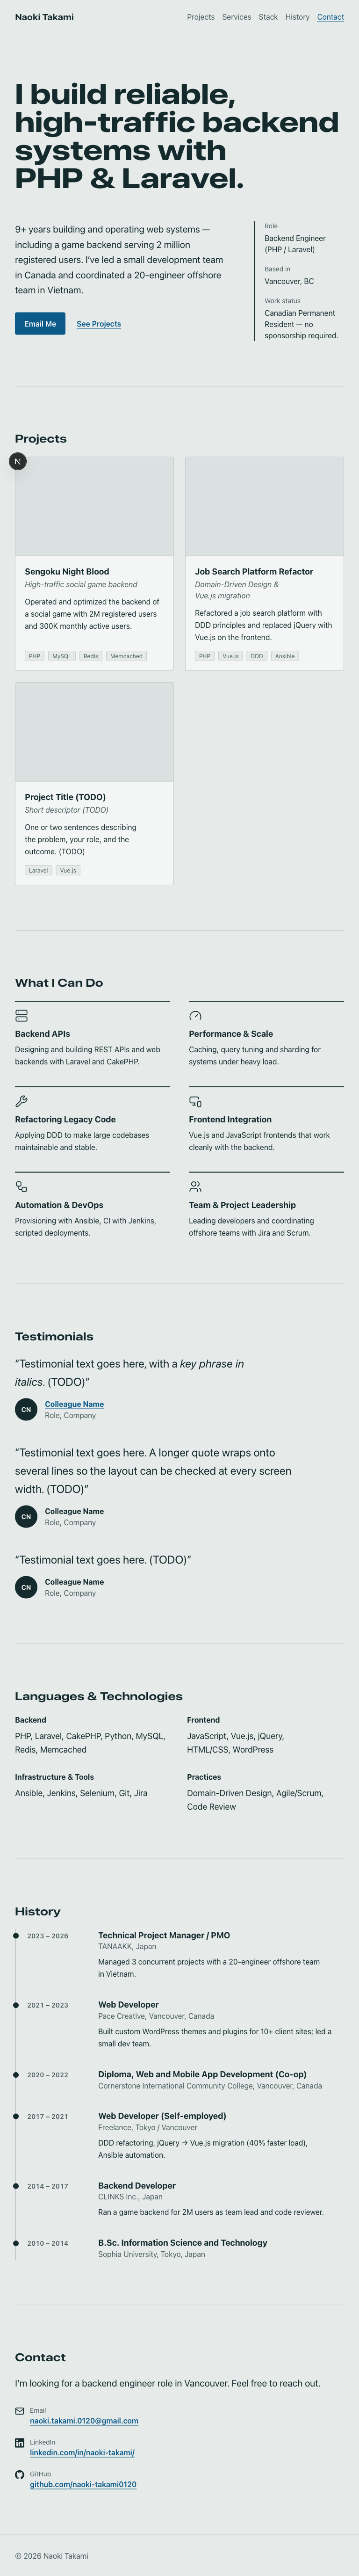 Naoki Takami
Projects Services Stack History Contact
I build reliable,
high-traffic backend
systems with
PHP & Laravel.
9+ years building and operating web systems —
including a game backend serving 2 million
registered users. I’ve led a small development team
in Canada and coordinated a 20-engineer offshore
team in Vietnam.
Email Me
See Projects
Role
Backend Engineer
(PHP / Laravel)
Based in
Vancouver, BC
Work status
Canadian Permanent
Resident — no
sponsorship required.
Projects
N
Sengoku Night Blood
High-traffic social game backend
Operated and optimized the backend of
a social game with 2M registered users
and 300K monthly active users.
PHP MySQL Redis Memcached
Job Search Platform Refactor
Domain-Driven Design &
Vue.js migration
Refactored a job search platform with
DDD principles and replaced jQuery with
Vue.js on the frontend.
PHP Vue.js DDD Ansible
Project Title (TODO)
Short descriptor (TODO)
One or two sentences describing
the problem, your role, and the
outcome. (TODO)
Laravel Vue.js
What I Can Do
Backend APIs
Designing and building REST APIs and web
backends with Laravel and CakePHP.
Performance & Scale
Caching, query tuning and sharding for
systems under heavy load.
Refactoring Legacy Code
Applying DDD to make large codebases
maintainable and stable.
Frontend Integration
Vue.js and JavaScript frontends that work
cleanly with the backend.
Automation & DevOps
Provisioning with Ansible, CI with Jenkins,
scripted deployments.
Team & Project Leadership
Leading developers and coordinating
offshore teams with Jira and Scrum.
Testimonials
“Testimonial text goes here, with a key phrase in
italics. (TODO)”
CN
Colleague Name
Role, Company
“Testimonial text goes here. A longer quote wraps onto
several lines so the layout can be checked at every screen
width. (TODO)”
CN
Colleague Name
Role, Company
“Testimonial text goes here. (TODO)”
CN
Colleague Name
Role, Company
Languages & Technologies
Backend
PHP, Laravel, CakePHP, Python, MySQL,
Redis, Memcached
Frontend
JavaScript, Vue.js, jQuery,
HTML/CSS, WordPress
Infrastructure & Tools
Ansible, Jenkins, Selenium, Git, Jira
Practices
Domain-Driven Design, Agile/Scrum,
Code Review
History
2023 – 2026
Technical Project Manager / PMO
TANAAKK, Japan
Managed 3 concurrent projects with a 20-engineer offshore team
in Vietnam.
2021 – 2023
Web Developer
Pace Creative, Vancouver, Canada
Built custom WordPress themes and plugins for 10+ client sites; led a
small dev team.
2020 – 2022
Diploma, Web and Mobile App Development (Co-op)
Cornerstone International Community College, Vancouver, Canada
2017 – 2021
Web Developer (Self-employed)
Freelance, Tokyo / Vancouver
DDD refactoring, jQuery → Vue.js migration (40% faster load),
Ansible automation.
2014 – 2017
Backend Developer
CLINKS Inc., Japan
Ran a game backend for 2M users as team lead and code reviewer.
2010 – 2014
B.Sc. Information Science and Technology
Sophia University, Tokyo, Japan
Contact
I’m looking for a backend engineer role in Vancouver. Feel free to reach out.
Email
naoki.takami.0120@gmail.com
LinkedIn
linkedin.com/in/naoki-takami/
GitHub
github.com/naoki-takami0120
© 2026 Naoki Takami